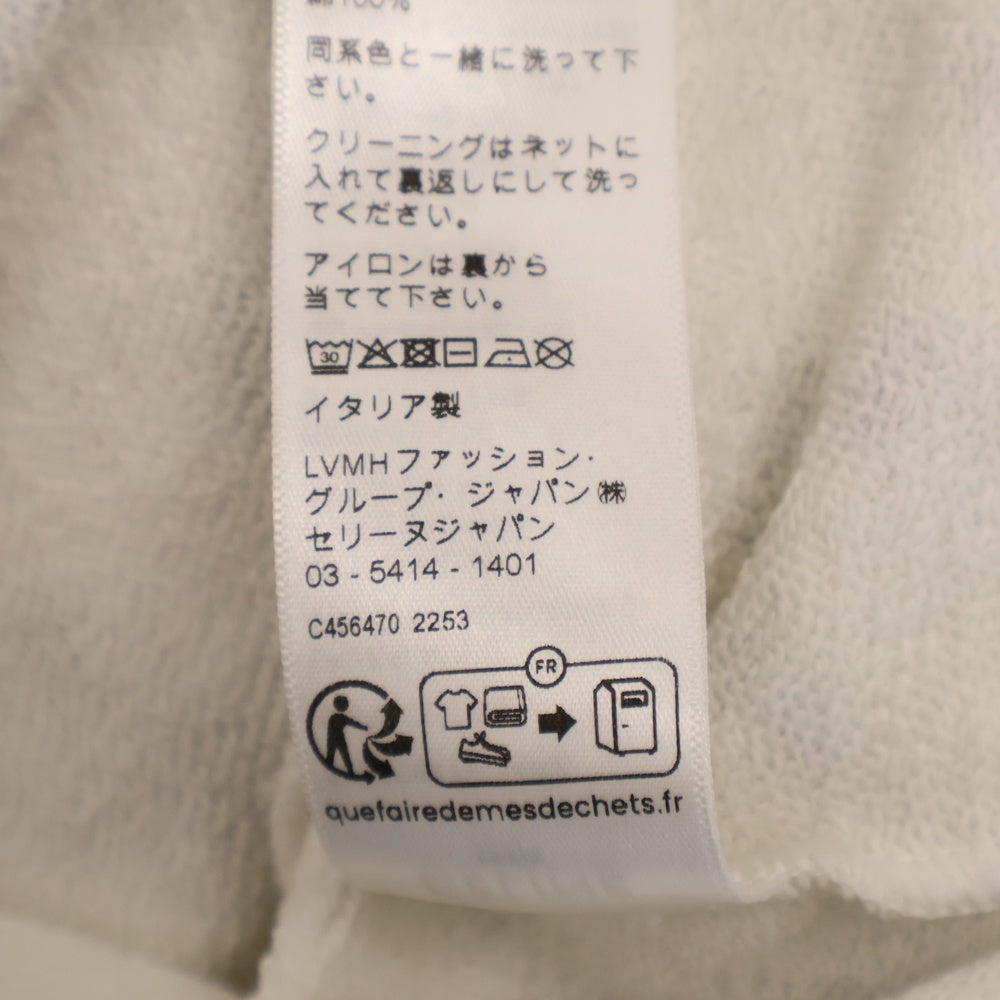 綿100%
同系色と一緒に洗って下
さい。
クリーニングはネットに
入れて裏返しにして洗っ
てください。
アイロンは裏から
当てて下さい。
30
イタリア製
LVMHファッション·
グループ· ジャパン㈱
セリーヌジャパン
03 - 5414 - 1401
C456470 2253
FR
quefairedemesdechets.fr